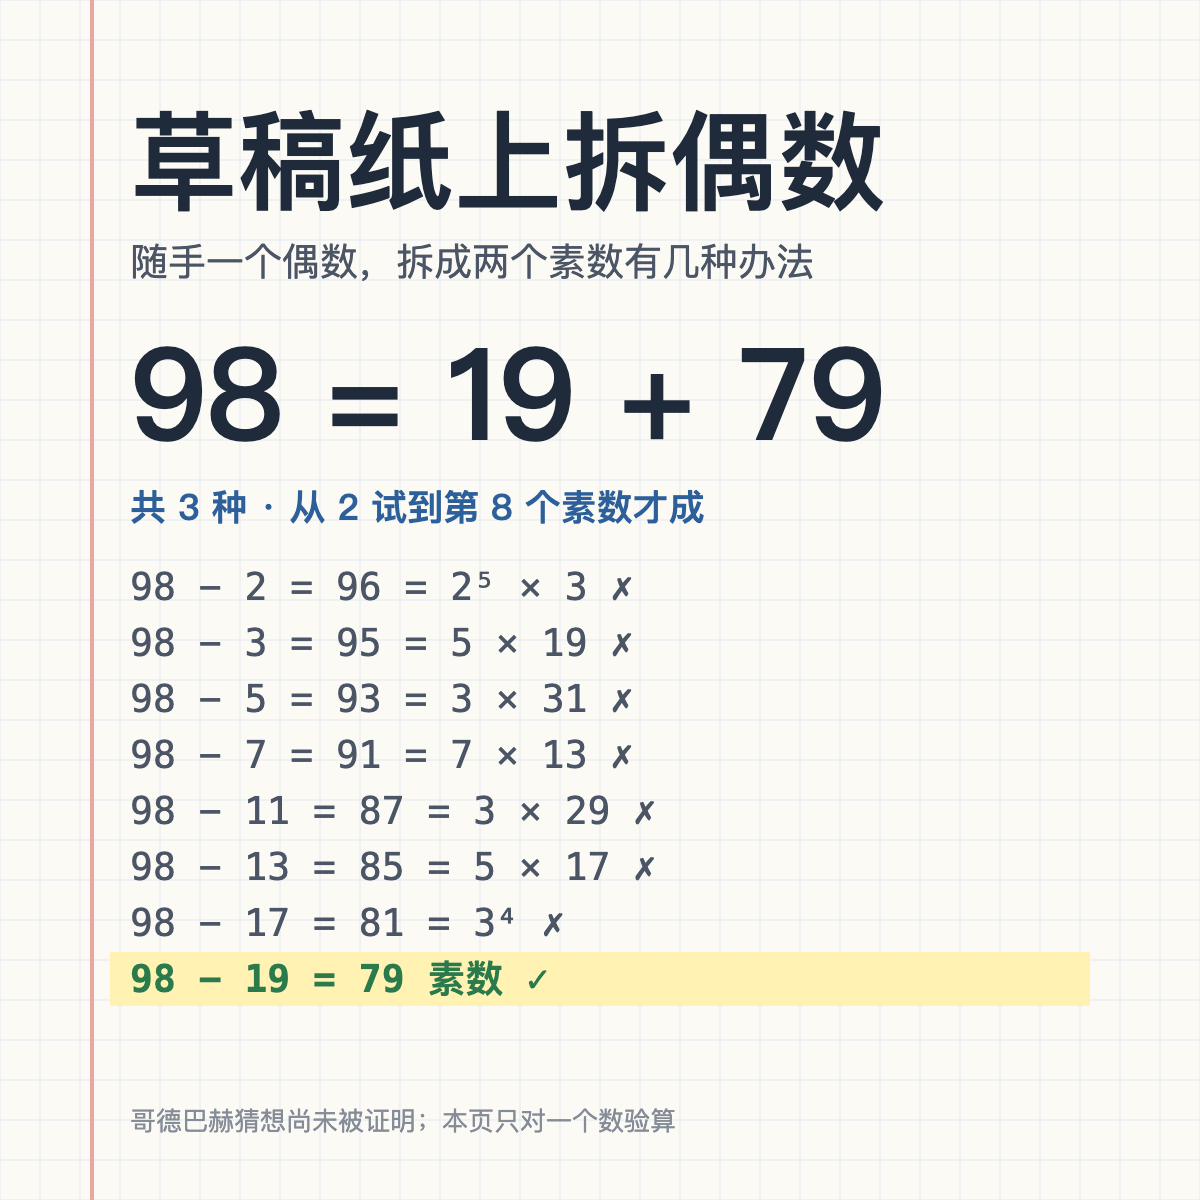 草稿纸上拆偶数
随手一个偶数，拆成两个素数有几种办法
98 = 19 + 79
共 3 种 · 从 2 试到第 8 个素数才成
98 − 2 = 96 = 2⁵ × 3 ✗
98 − 3 = 95 = 5 × 19 ✗
98 − 5 = 93 = 3 × 31 ✗
98 − 7 = 91 = 7 × 13 ✗
98 − 11 = 87 = 3 × 29 ✗
98 − 13 = 85 = 5 × 17 ✗
98 − 17 = 81 = 3⁴ ✗
98 − 19 = 79 素数 ✓
哥德巴赫猜想尚未被证明；本页只对一个数验算